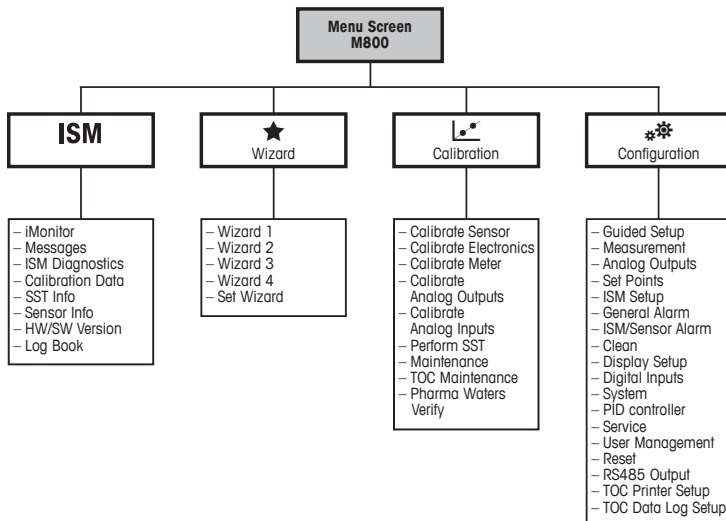 Menu Screen
M800
ISM
Wizard
Calibration
Configuration
– iMonitor
– Messages
– ISM Diagnostics
– Calibration Data
– SST Info
– Sensor Info
– HW/SW Version
– Log Book
– Wizard 1
– Wizard 2
– Wizard 3
– Wizard 4
– Set Wizard
– Calibrate Sensor
– Calibrate Electronics
– Calibrate Meter
– Calibrate
Analog Outputs
– Calibrate
Analog Inputs
– Perform SST
– Maintenance
– TOC Maintenance
– Pharma Waters
Verify
– Guided Setup
– Measurement
– Analog Outputs
– Set Points
– ISM Setup
– General Alarm
– ISM/Sensor Alarm
– Clean
– Display Setup
– Digital Inputs
– System
– PID controller
– Service
– User Management
– Reset
– RS485 Output
– TOC Printer Setup
– TOC Data Log Setup